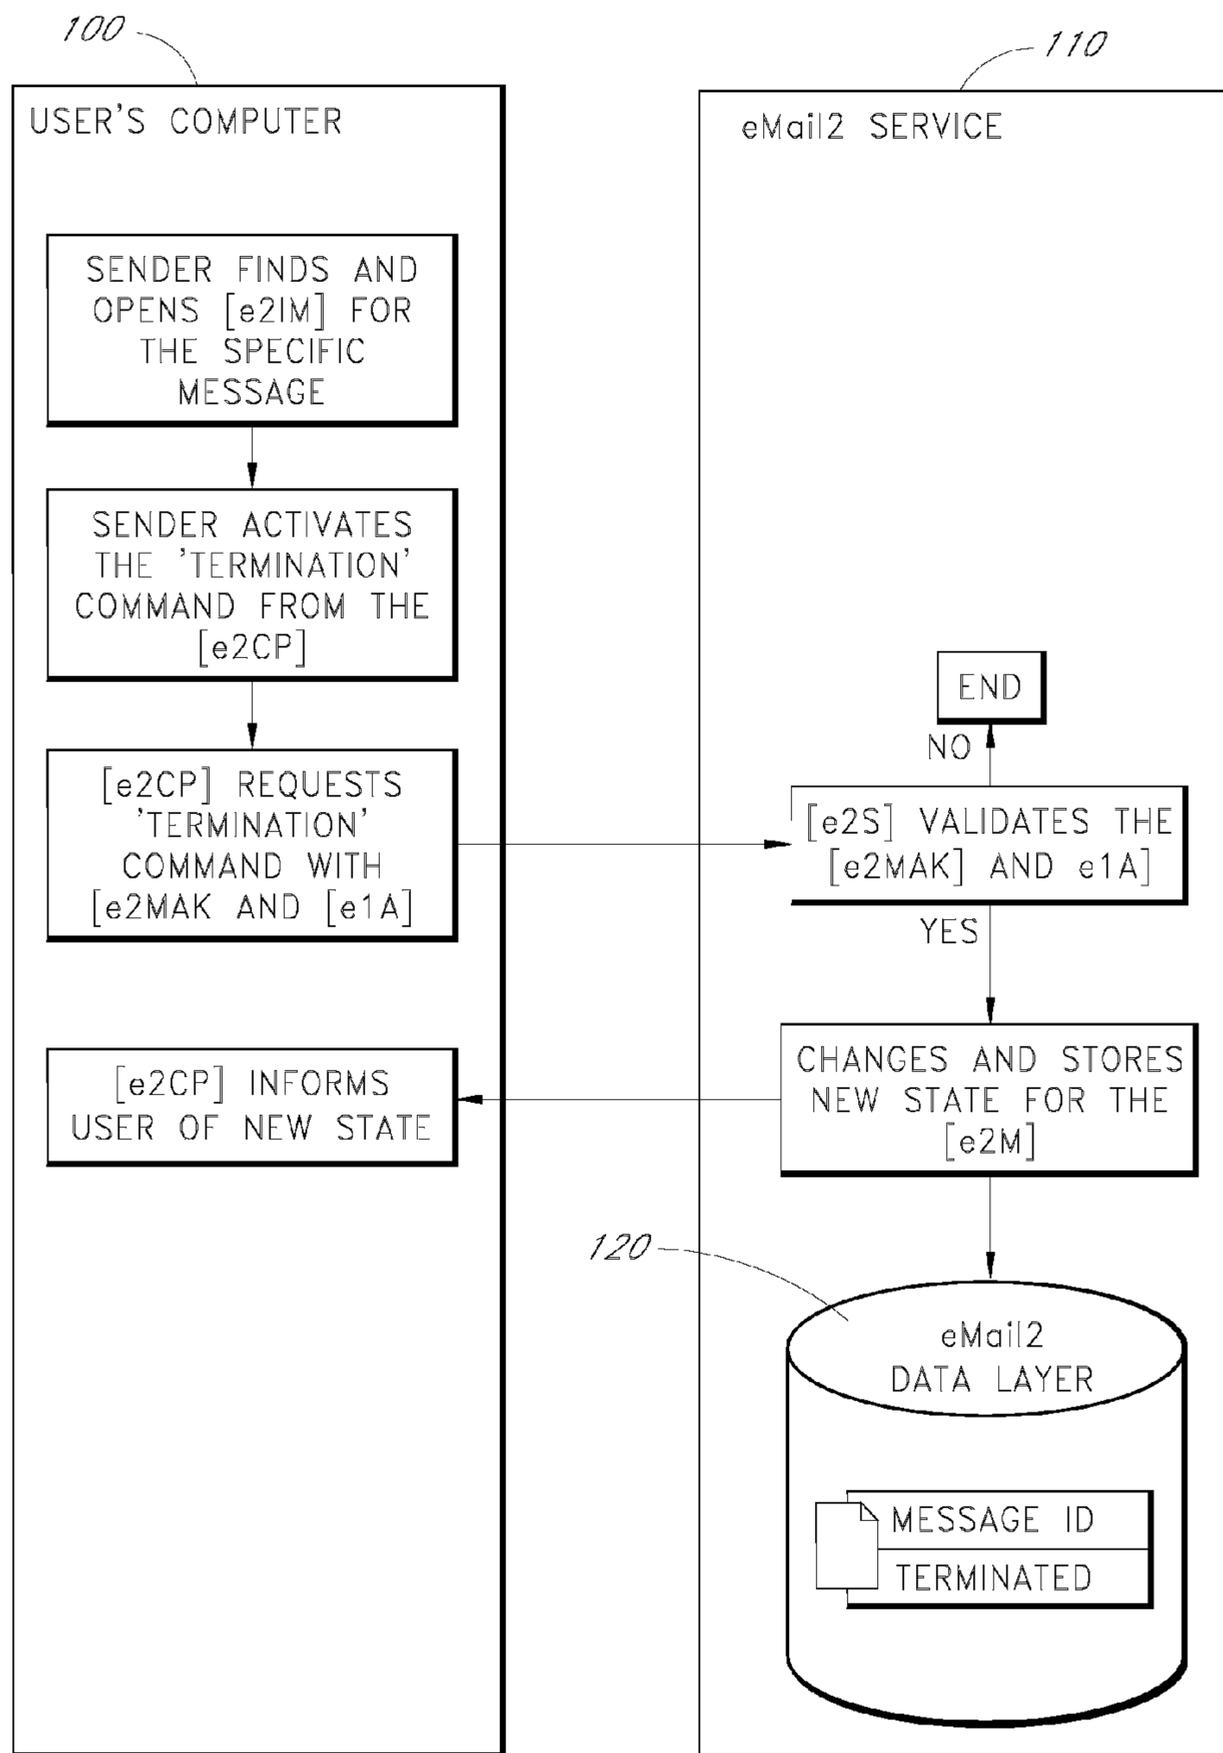 100
USER'S COMPUTER
SENDER FINDS AND
OPENS [e2IM] FOR
THE SPECIFIC
MESSAGE
SENDER ACTIVATES
THE 'TERMINATION'
COMMAND FROM THE
[e2CP]
[e2CP] REQUESTS
'TERMINATION'
COMMAND WITH
[e2MAK AND [e1A]
[e2CP] INFORMS
USER OF NEW STATE
110
eMail2 SERVICE
END
NO
[e2S] VALIDATES THE
[e2MAK] AND e1A]
YES
CHANGES AND STORES
NEW STATE FOR THE
[e2M]
120
eMail2
DATA LAYER
MESSAGE ID
TERMINATED